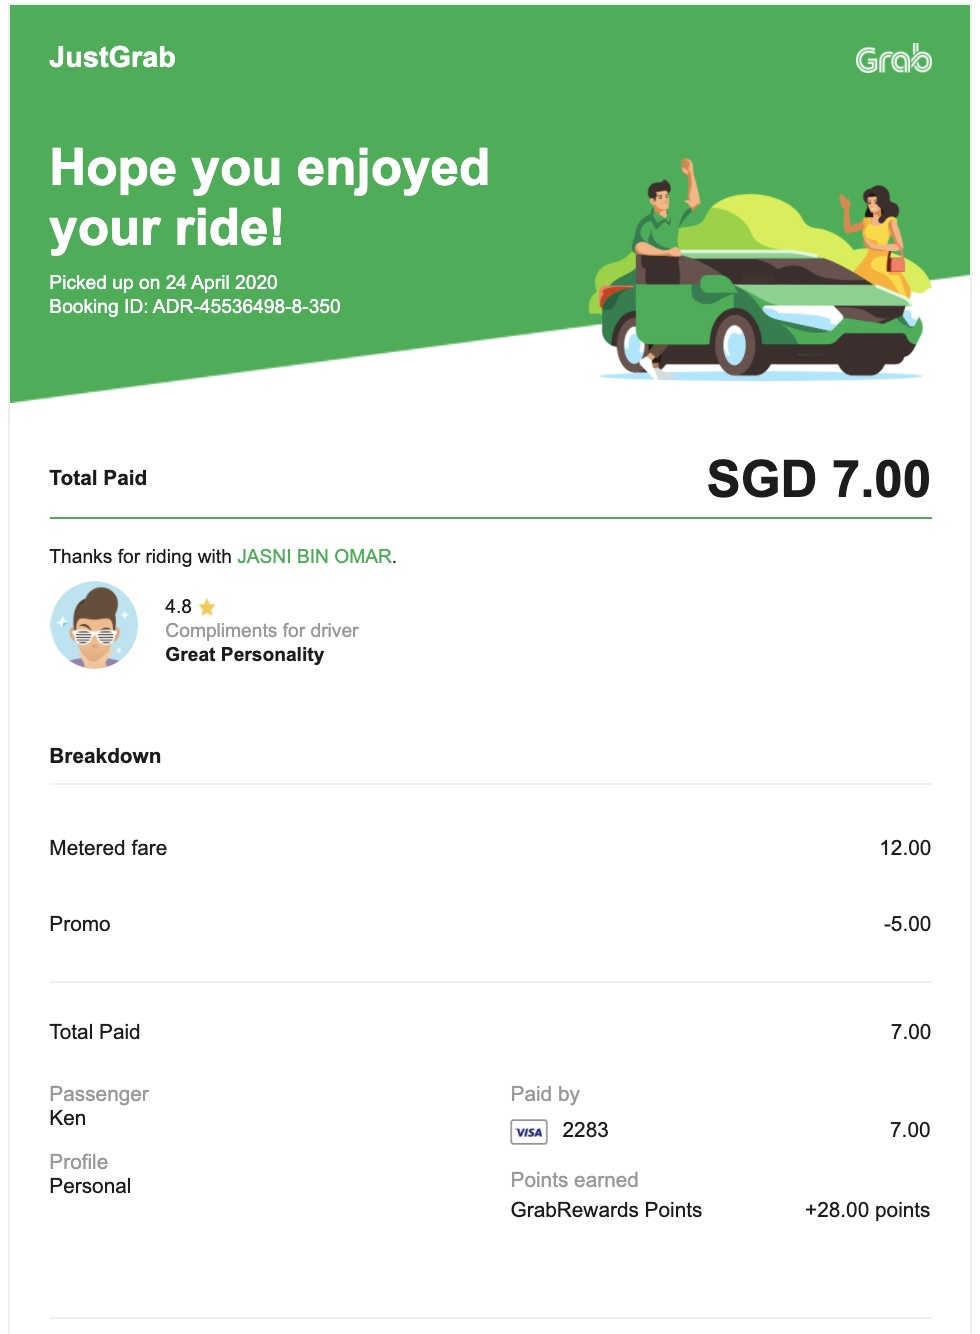 JustGrab
Grab
Hope you enjoyed
your ride!
Picked up on 24 April 2020
Booking ID: ADR-45536498-8-350
Total Paid SGD 7.00
Thanks for riding with JASNI BIN OMAR.
4.8
Compliments for driver
Great Personality
Breakdown
Metered fare 12.00
Promo -5.00
Total Paid 7.00
Passenger
Ken
Profile
Personal
Paid by
VISA 2283 7.00
Points earned
GrabRewards Points +28.00 points